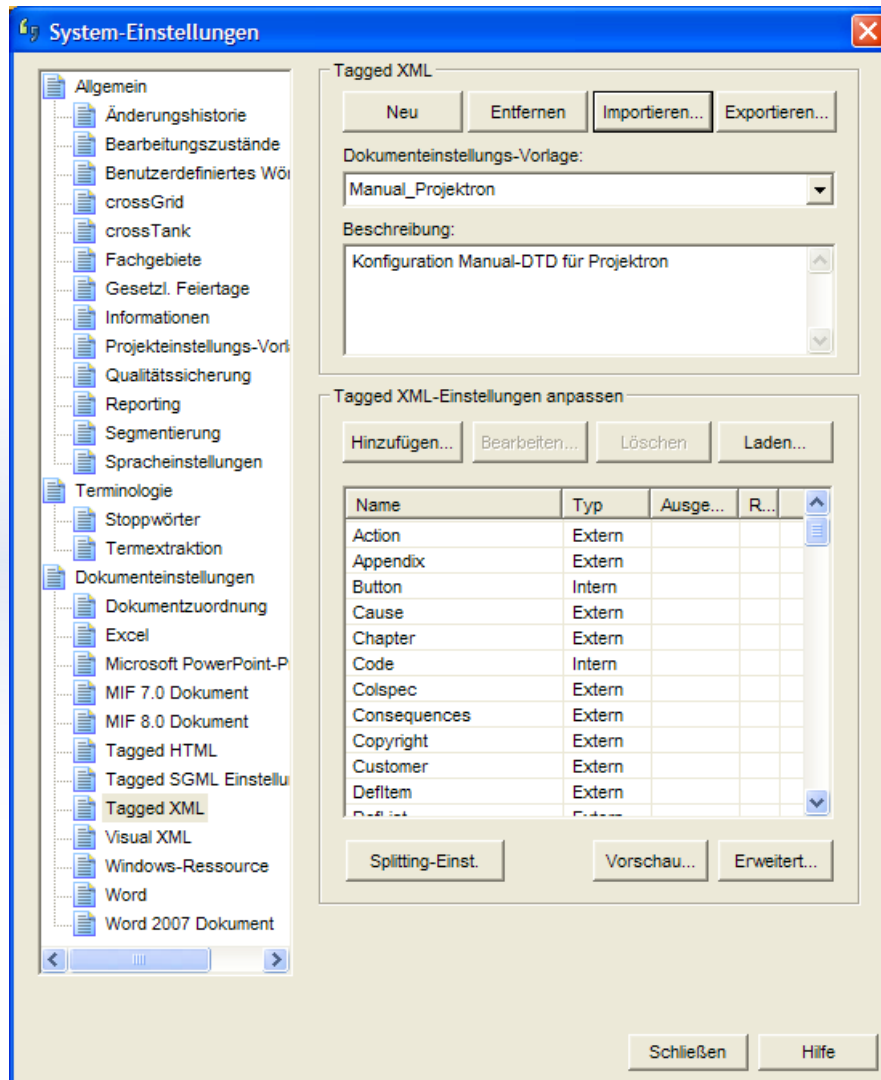 System-Einstellungen
Allgemein
Änderungshistorie
Bearbeitungszustände
Benutzerdefiniertes Wör
crossGrid
crossTank
Fachgebiete
Gesetzl. Feiertage
Informationen
Projekteinstellungs-Vorl
Qualitätssicherung
Reporting
Segmentierung
Spracheinstellungen
Terminologie
Stoppwörter
Termextraktion
Dokumenteinstellungen
Dokumentzuordnung
Excel
Microsoft PowerPoint-P
MIF 7.0 Dokument
MIF 8.0 Dokument
Tagged HTML
Tagged SGML Einstellu
Tagged XML
Visual XML
Windows-Ressource
Word
Word 2007 Dokument
Tagged XML
Neu Entfernen Importieren... Exportieren...
Dokumenteinstellungs-Vorlage:
Manual_Projektron
Beschreibung:
Konfiguration Manual-DTD für Projektron
Tagged XML-Einstellungen anpassen
Hinzufügen... Bearbeiten... Löschen Laden...
Name Typ Ausge... R...
Action Extern
Appendix Extern
Button Intern
Cause Extern
Chapter Extern
Code Intern
Colspec Extern
Consequences Extern
Copyright Extern
Customer Extern
DefItem Extern
DefList Extern
Splitting-Einst. Vorschau... Erweitert...
Schließen Hilfe